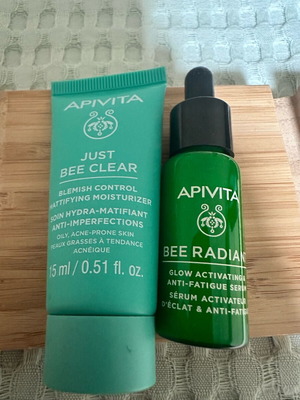 APIVITA
JUST
BEE CLEAR
BLEMISH CONTROL
MATTIFYING MOISTURIZER
SOIN HYDRA-MATIFIANT
ANTI-IMPERFECTIONS
OILY, ACNE-PRONE SKIN
PEAUX GRASSES À TENDANCE
ACNÉIQUE
15 ml / 0.51 fl. oz.
APIVITA
BEE RADIAN
GLOW ACTIVATING &
ANTI-FATIGUE SERUM
SÉRUM ACTIVATEUR
D'ÉCLAT & ANTI-FATIG